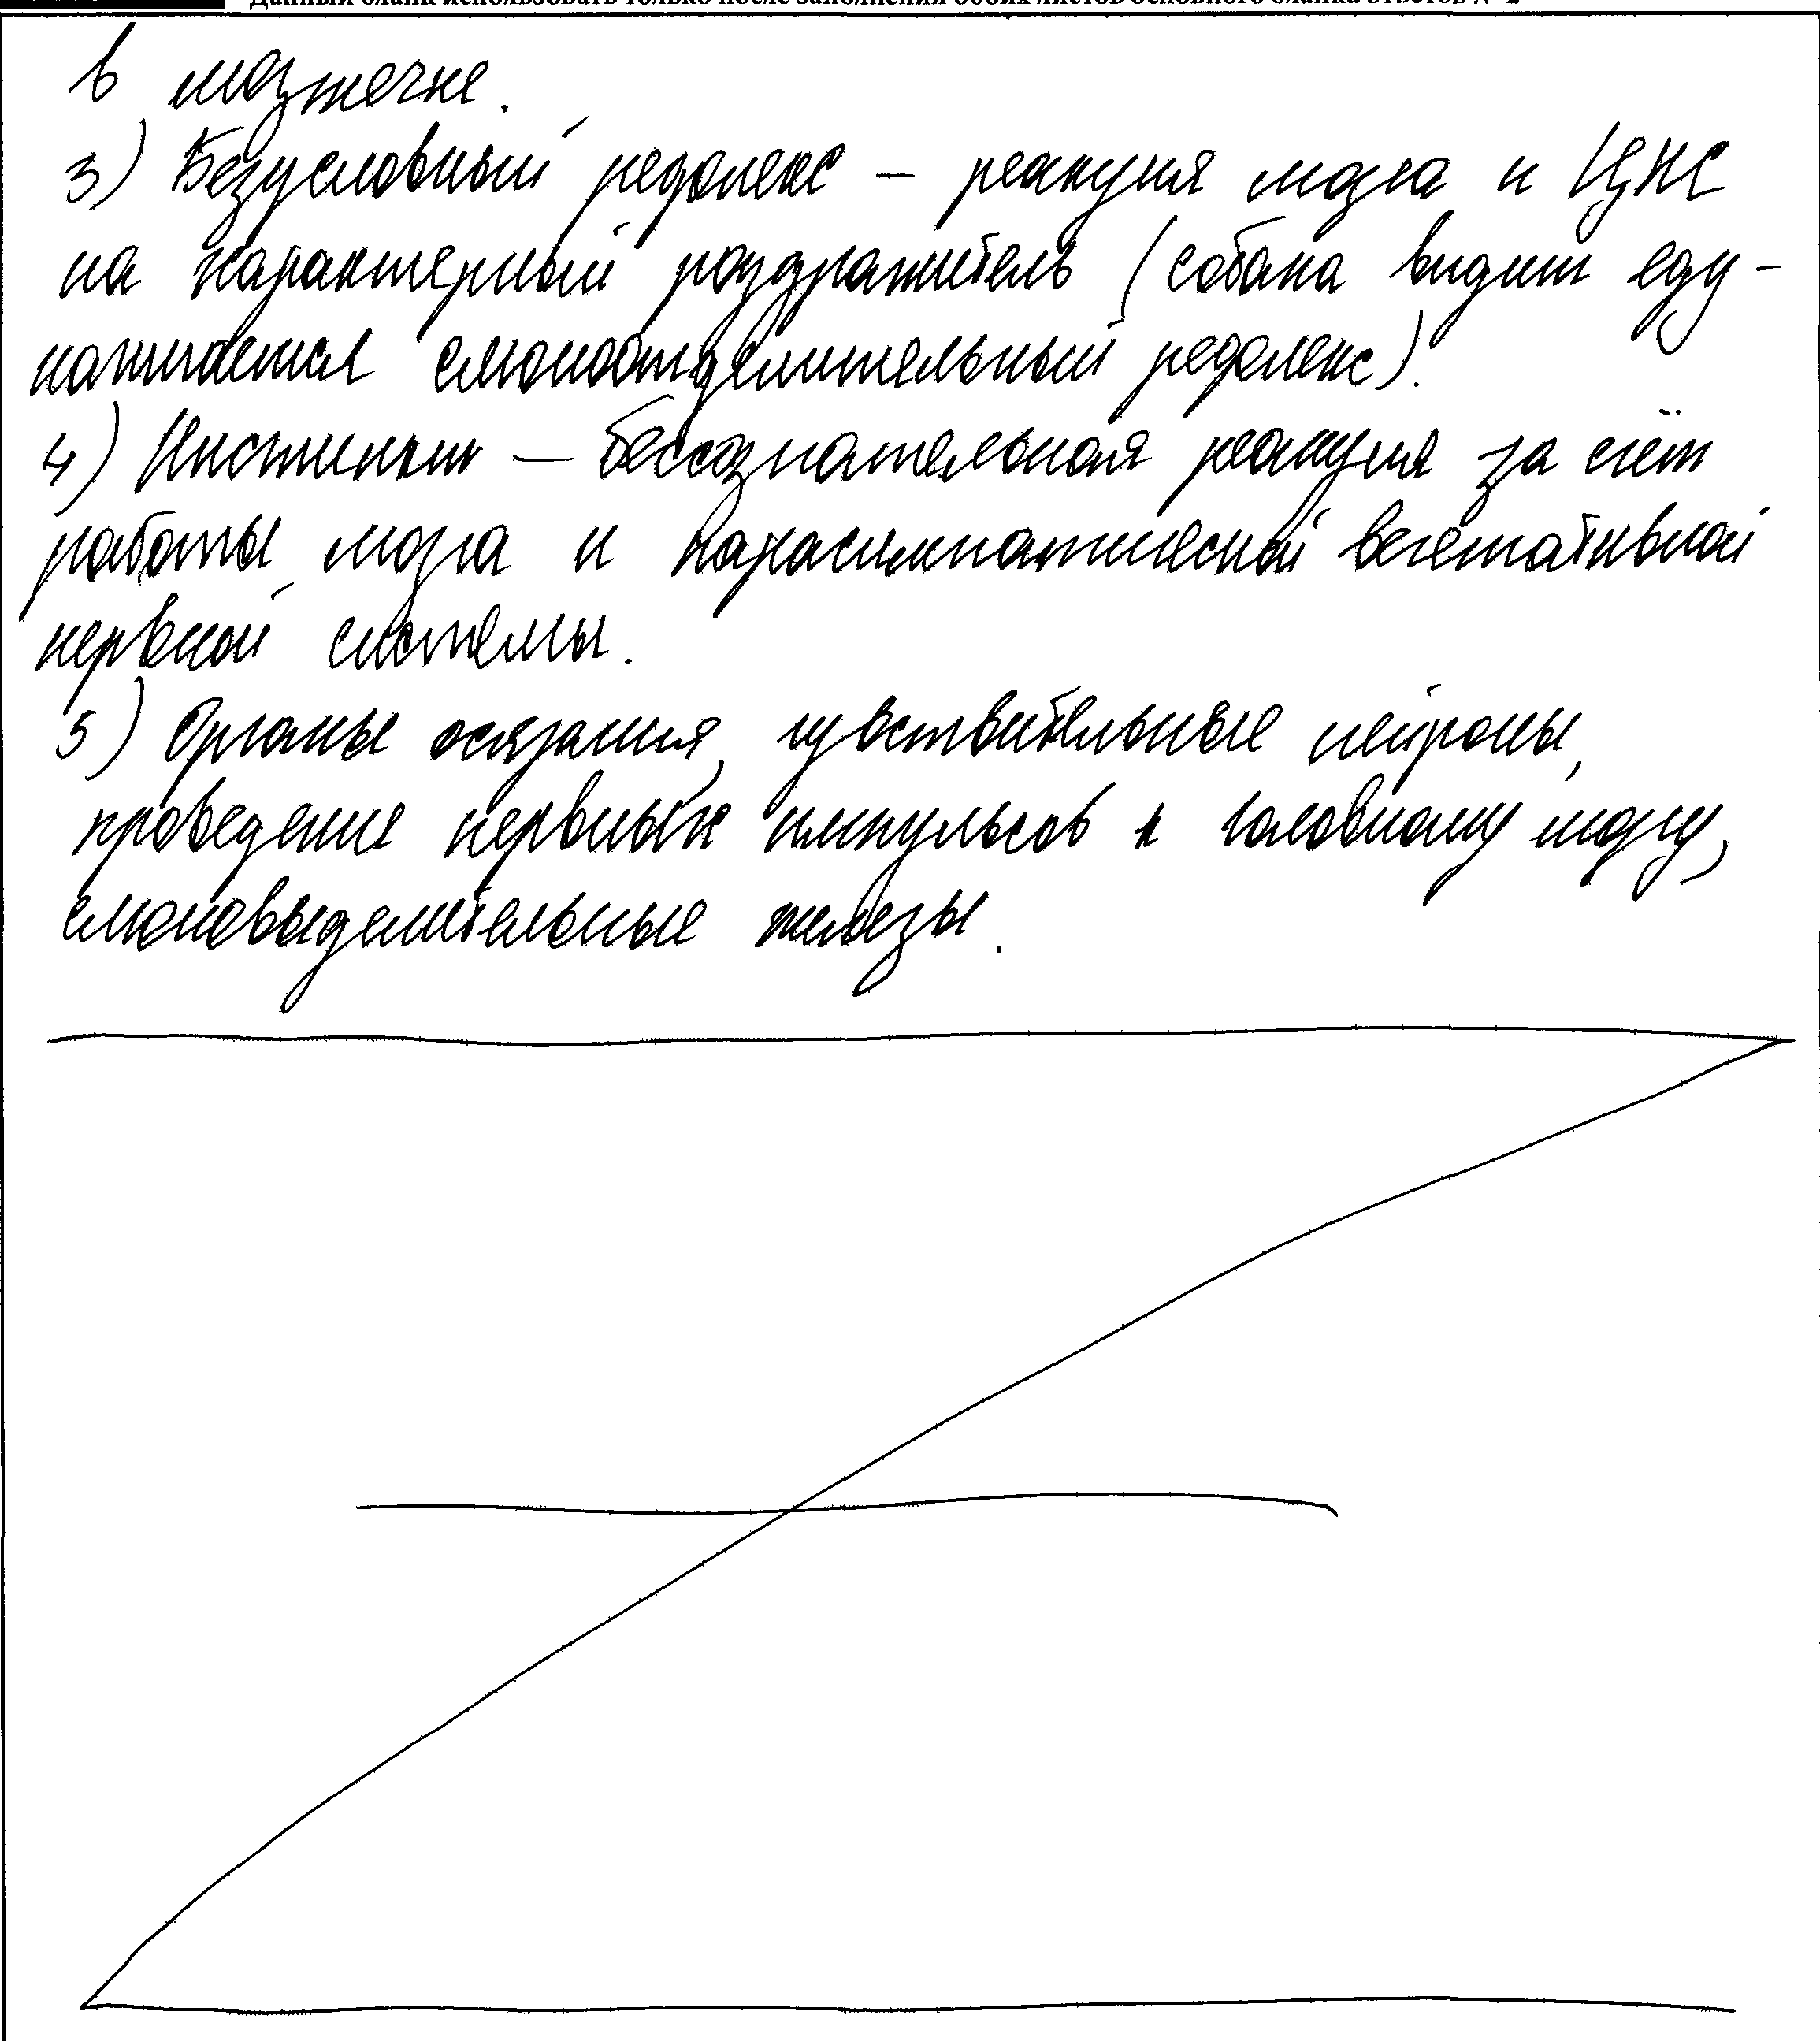 Данный бланк использовать только после заполнения обоих листов основного бланка ответов № 2
в мозжечке.
3) Безусловный рефлекс – реакция мозга и ЦНС
на характерный раздражитель (собака видит еду –
начинается слюноотделительный рефлекс).
4) Инстинкт – бессознательная реакция за счёт
работы мозга и парасимпатической вегетативной
нервной системы.
5) Органы осязания, чувствительные нейроны,
проведение нервных импульсов к головному мозгу,
слюновыделительные железы.